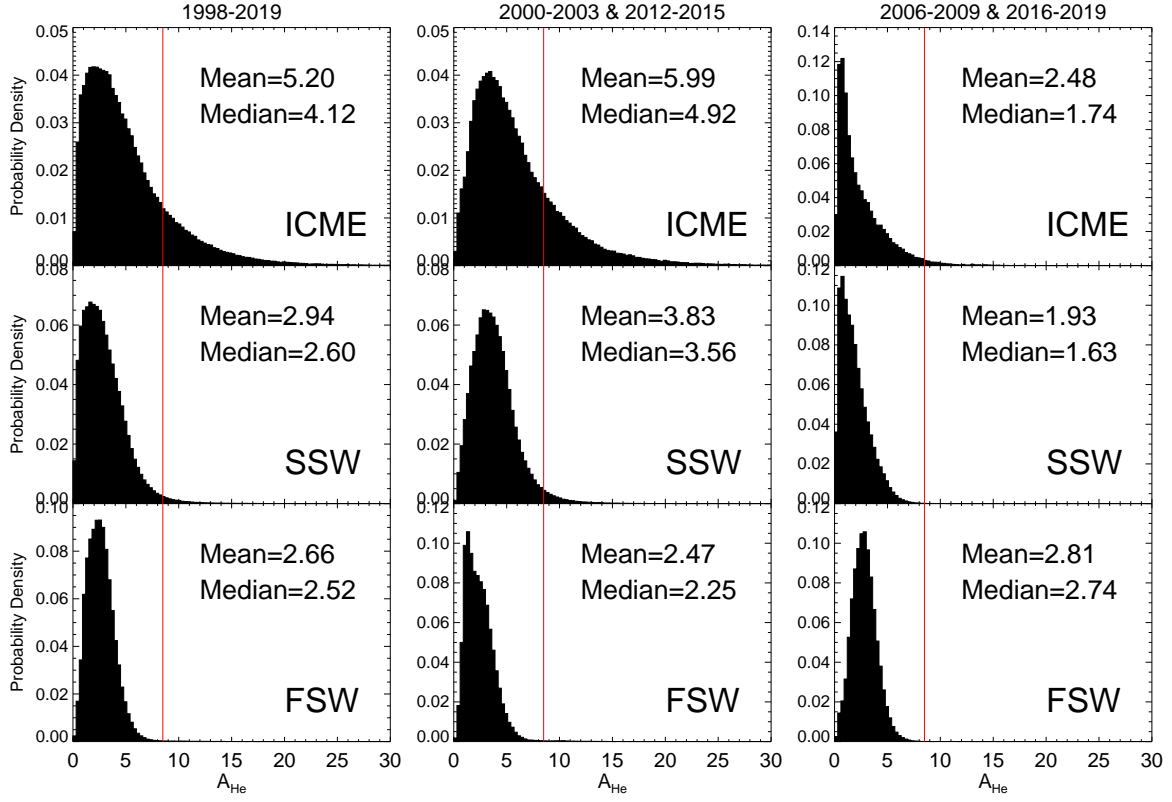 1998-2019
2000-2003 & 2012-2015
2006-2009 & 2016-2019
Probability Density
0.05
0.04
0.03
0.02
0.01
0.00
Mean=5.20
Median=4.12
ICME
0.05
0.04
0.03
0.02
0.01
0.00
Mean=5.99
Median=4.92
ICME
0.14
0.12
0.10
0.08
0.06
0.04
0.02
0.00
Mean=2.48
Median=1.74
ICME
Probability Density
0.08
0.06
0.04
0.02
0.00
Mean=2.94
Median=2.60
SSW
0.08
0.06
0.04
0.02
0.00
Mean=3.83
Median=3.56
SSW
0.12
0.10
0.08
0.06
0.04
0.02
0.00
Mean=1.93
Median=1.63
SSW
Probability Density
0.10
0.08
0.06
0.04
0.02
0.00
Mean=2.66
Median=2.52
FSW
0.12
0.10
0.08
0.06
0.04
0.02
0.00
Mean=2.47
Median=2.25
FSW
0.12
0.10
0.08
0.06
0.04
0.02
0.00
Mean=2.81
Median=2.74
FSW
0 5 10 15 20 25 30
0 5 10 15 20 25 30
0 5 10 15 20 25 30
A_He
A_He
A_He